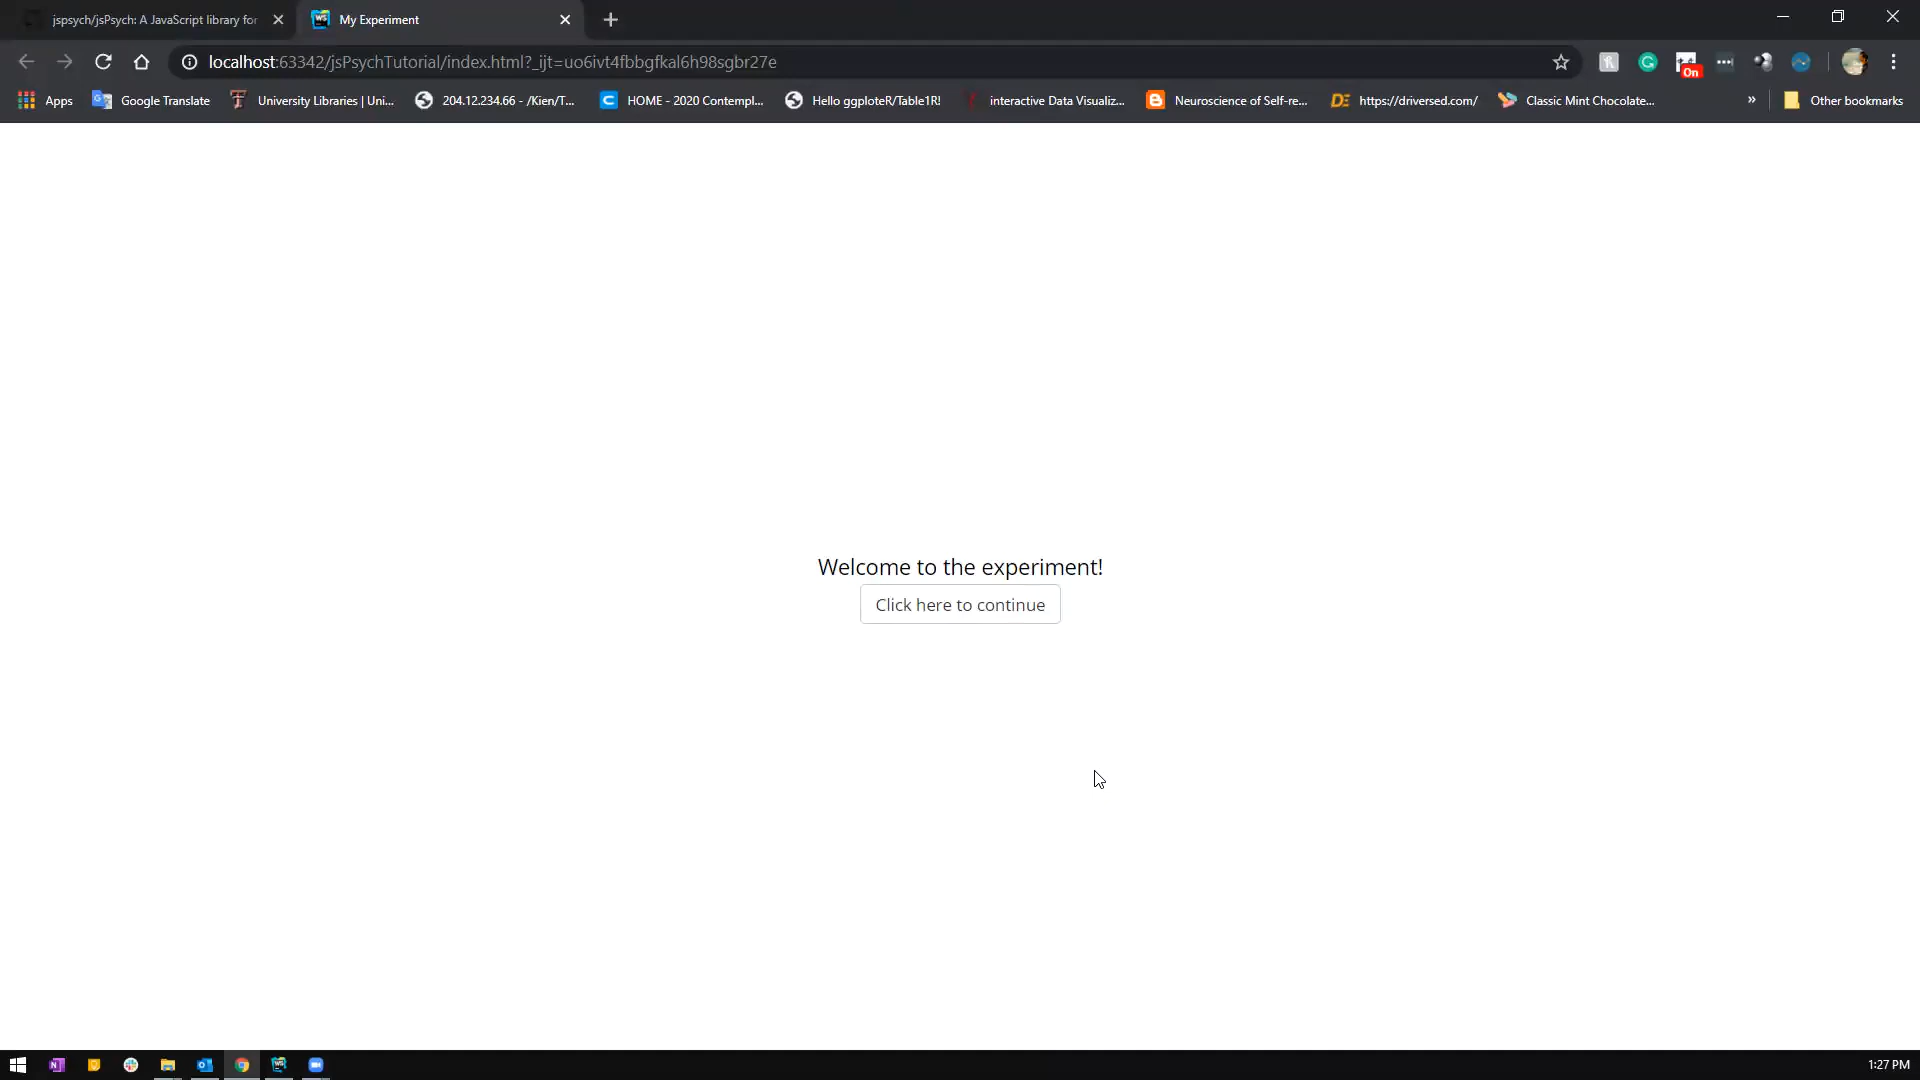 jspsych/jsPsych: A JavaScript library for
My Experiment
localhost:63342/jsPsychTutorial/index.html?_ijt=uo6ivt4fbbgfkal6h98sgbr27e
On
Apps
Google Translate
University Libraries | Uni...
204.12.234.66 - /Kien/T...
HOME - 2020 Contempl...
Hello ggploteR/Table1R!
interactive Data Visualiz...
Neuroscience of Self-re...
https://driversed.com/
Classic Mint Chocolate...
»
Other bookmarks
Welcome to the experiment!
Click here to continue
1:27 PM